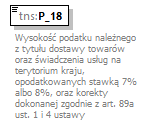 tns:P_18
Wysokość podatku należnego
z tytułu dostawy towarów
oraz świadczenia usług na
terytorium kraju,
opodatkowanych stawką 7%
albo 8%, oraz korekty
dokonanej zgodnie z art. 89a
ust. 1 i 4 ustawy